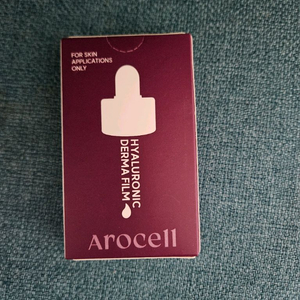 FOR SKIN
APPLICATIONS
ONLY
HYALURONIC
DERMA FILM
Arocell